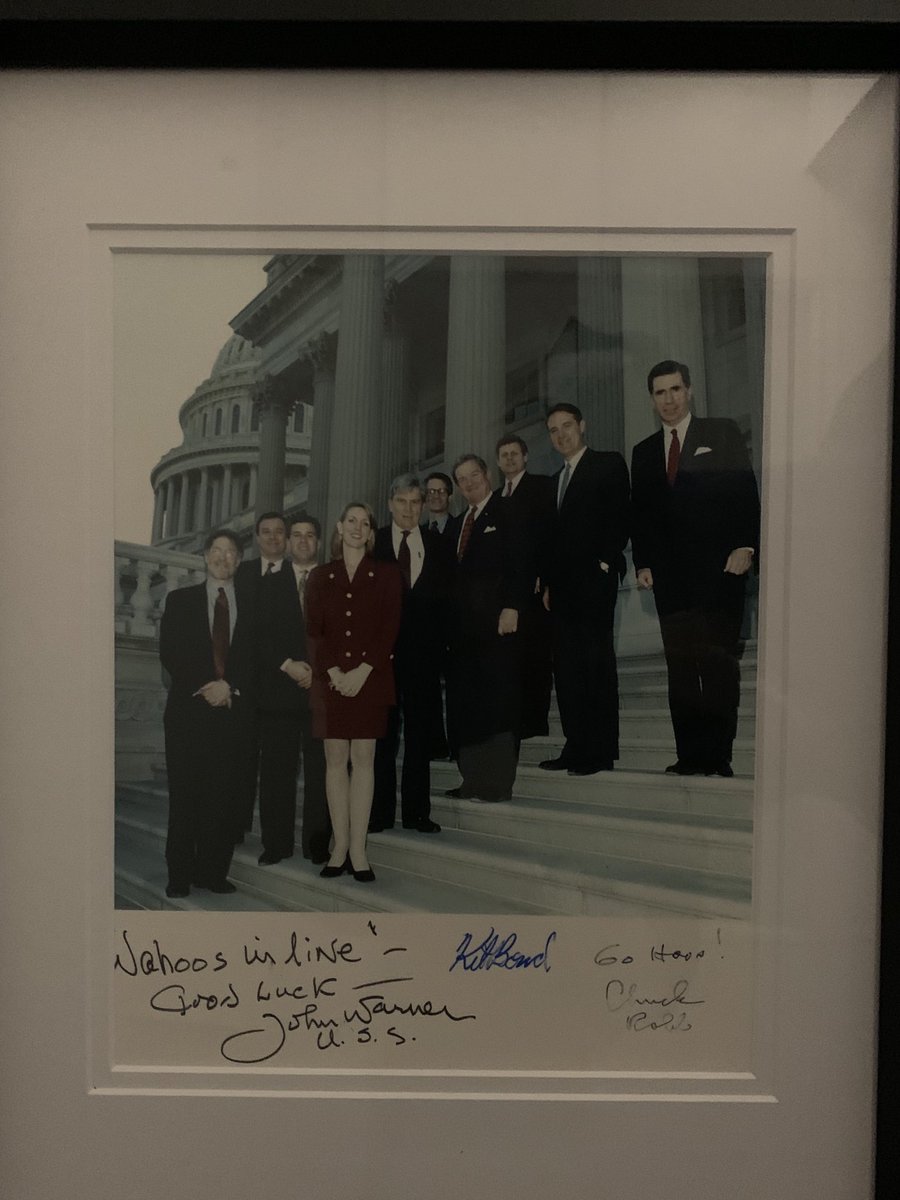 "Wahoos in line" –
Good Luck —
John Warner
U. S. S.
Kit Bond
Go Hoos!
Chuck
Robb